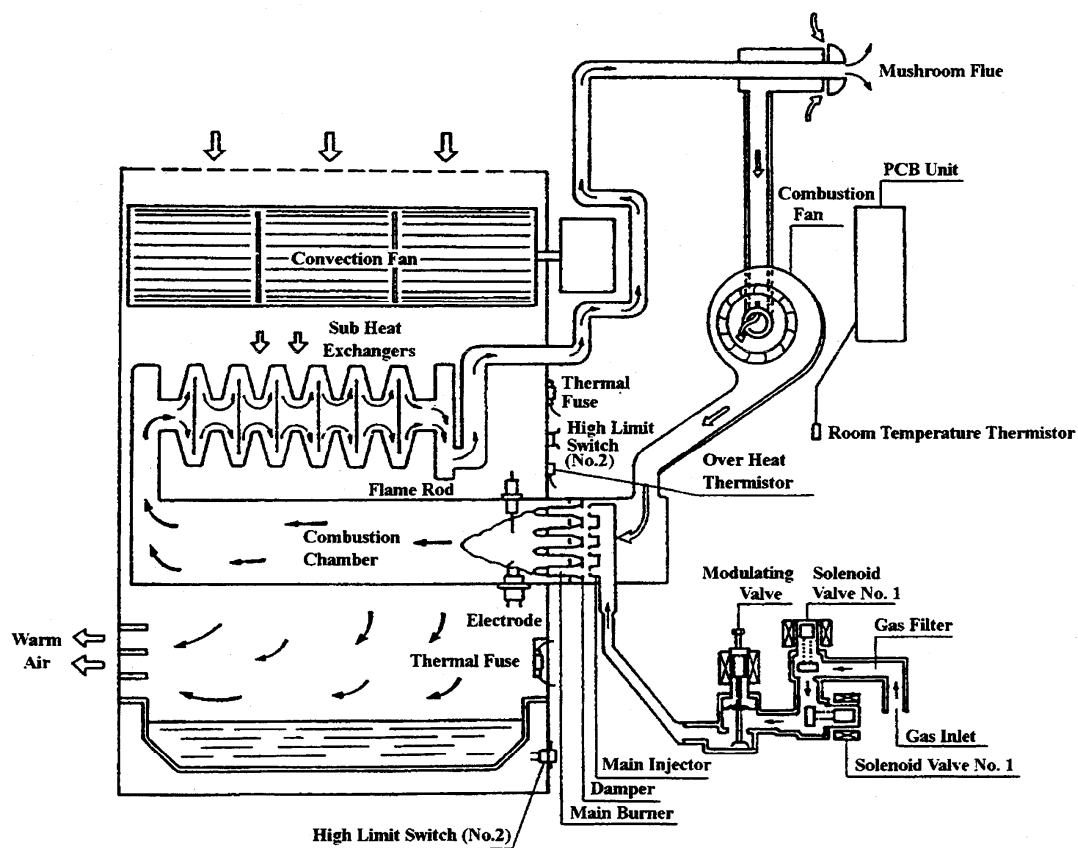 Mushroom Flue
PCB Unit
Combustion
Fan
Convection Fan
Sub Heat
Exchangers
Thermal
Fuse
High Limit
Switch
(No.2)
Room Temperature Thermistor
Over Heat
Thermistor
Flame Rod
Combustion
Chamber
Electrode
Modulating
Valve
Solenoid
Valve No. 1
Gas Filter
Warm
Air
Thermal Fuse
Gas Inlet
Solenoid Valve No. 1
Main Injector
Damper
Main Burner
High Limit Switch (No.2)